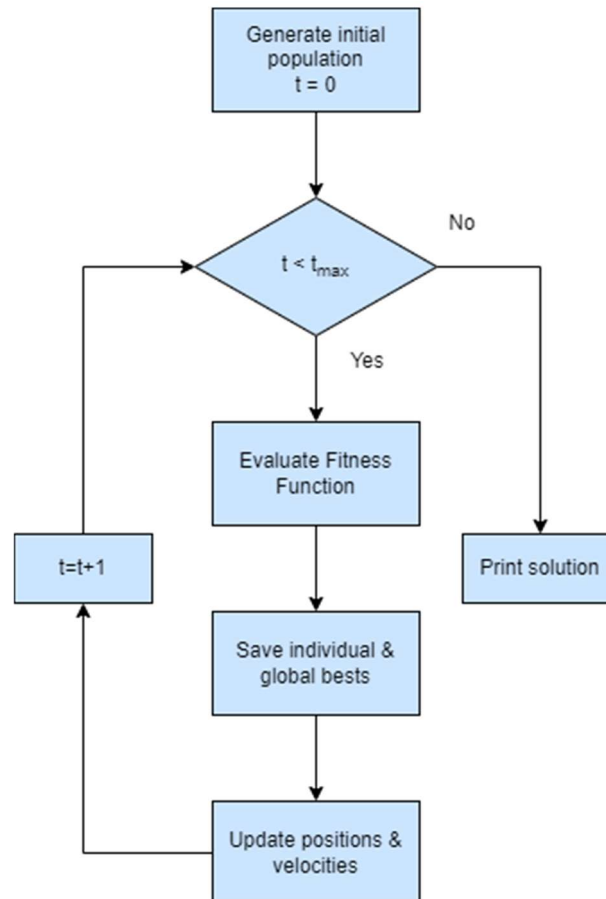 Generate initial
population
t = 0
No
t < tmax
Yes
Evaluate Fitness
Function
t=t+1
Print solution
Save individual &
global bests
Update positions &
velocities